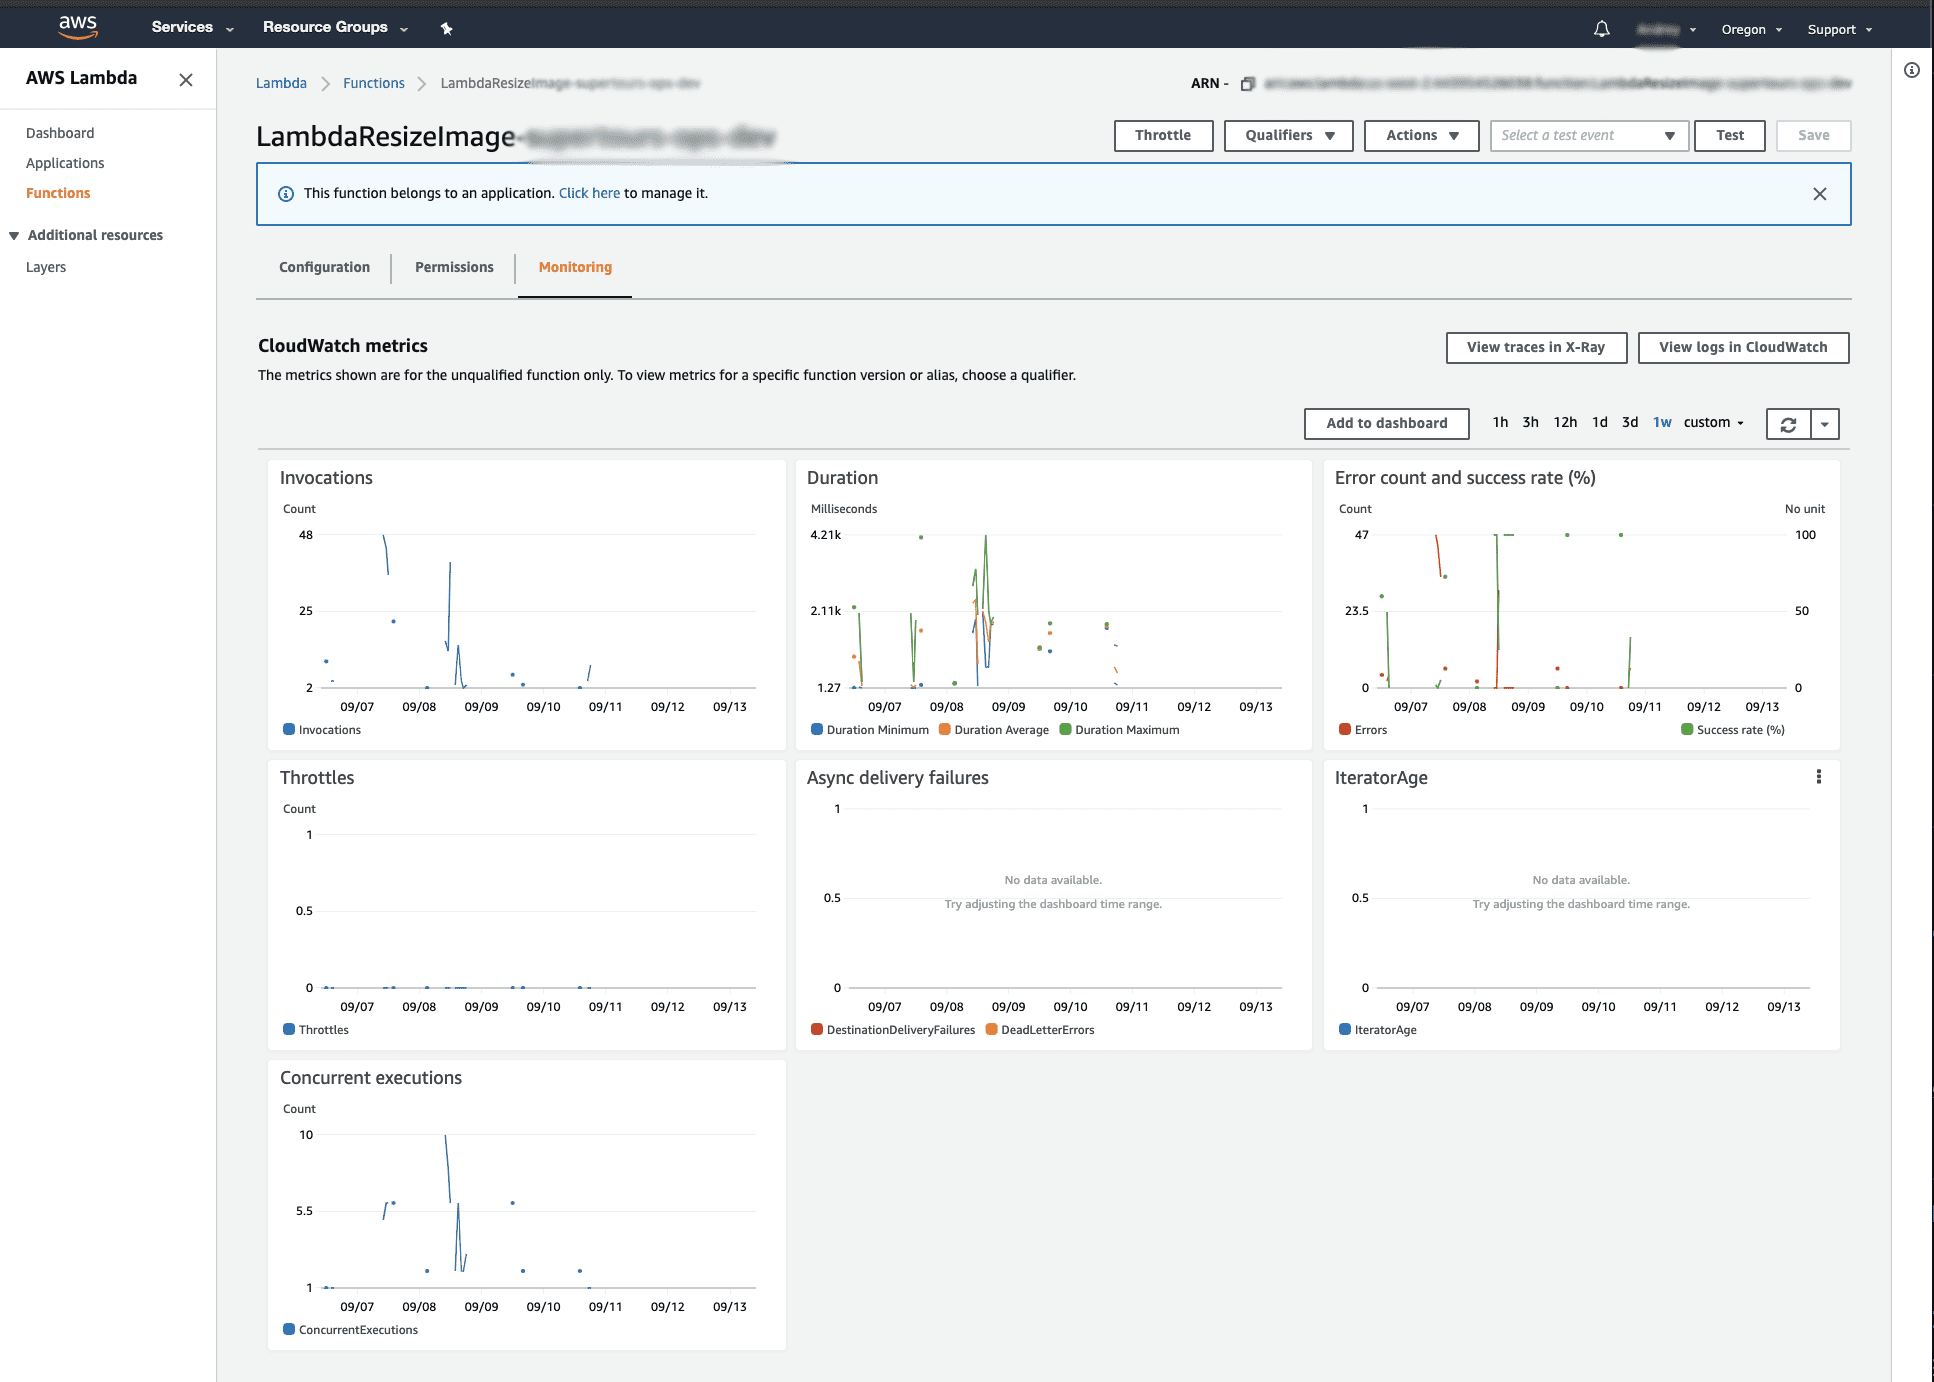 aws Services Resource Groups Oregon Support
AWS Lambda
Dashboard
Applications
Functions
Additional resources
Layers
Lambda Functions LambdaResizeImage-supertours-ops-dev ARN -
LambdaResizeImage-supertours-ops-dev Throttle Qualifiers Actions Select a test event Test Save
This function belongs to an application. Click here to manage it.
Configuration Permissions Monitoring
CloudWatch metrics View traces in X-Ray View logs in CloudWatch
The metrics shown are for the unqualified function only. To view metrics for a specific function version or alias, choose a qualifier.
Add to dashboard 1h 3h 12h 1d 3d 1w custom
Invocations
Count
48
25
2
09/07 09/08 09/09 09/10 09/11 09/12 09/13
Invocations
Duration
Milliseconds
4.21k
2.11k
1.27
09/07 09/08 09/09 09/10 09/11 09/12 09/13
Duration Minimum Duration Average Duration Maximum
Error count and success rate (%)
Count No unit
47 100
23.5 50
0 0
09/07 09/08 09/09 09/10 09/11 09/12 09/13
Errors Success rate (%)
Throttles
Count
1
0.5
0
09/07 09/08 09/09 09/10 09/11 09/12 09/13
Throttles
Async delivery failures
1
No data available.
0.5
Try adjusting the dashboard time range.
0
09/07 09/08 09/09 09/10 09/11 09/12 09/13
DestinationDeliveryFailures DeadLetterErrors
IteratorAge
1
No data available.
0.5
Try adjusting the dashboard time range.
0
09/07 09/08 09/09 09/10 09/11 09/12 09/13
IteratorAge
Concurrent executions
Count
10
5.5
1
09/07 09/08 09/09 09/10 09/11 09/12 09/13
ConcurrentExecutions